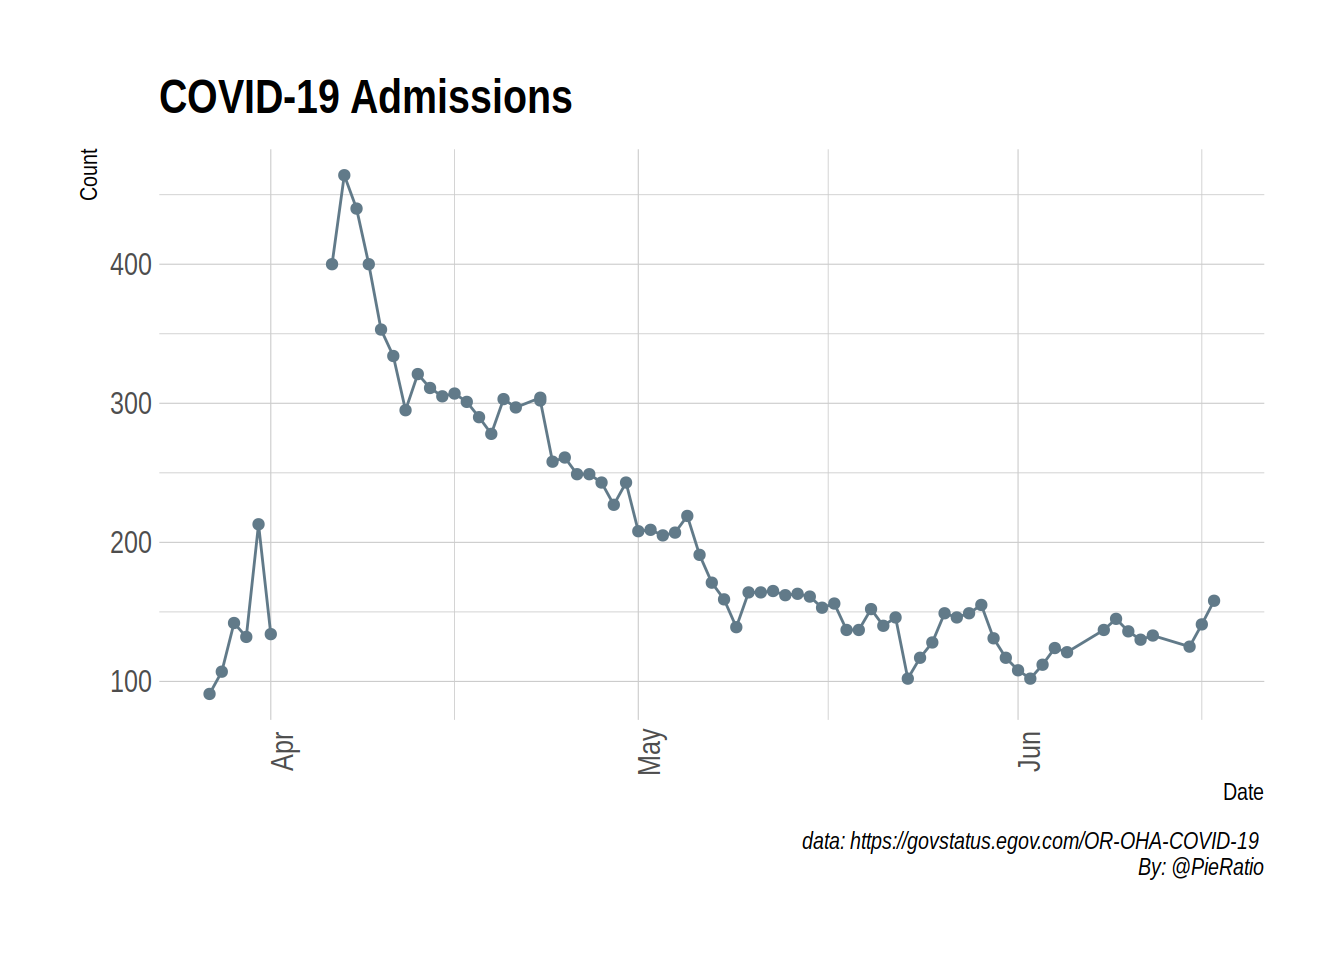 COVID-19 Admissions
Count
400
300
200
100
Apr
May
Jun
Date
data: https://govstatus.egov.com/OR-OHA-COVID-19
By: @PieRatio